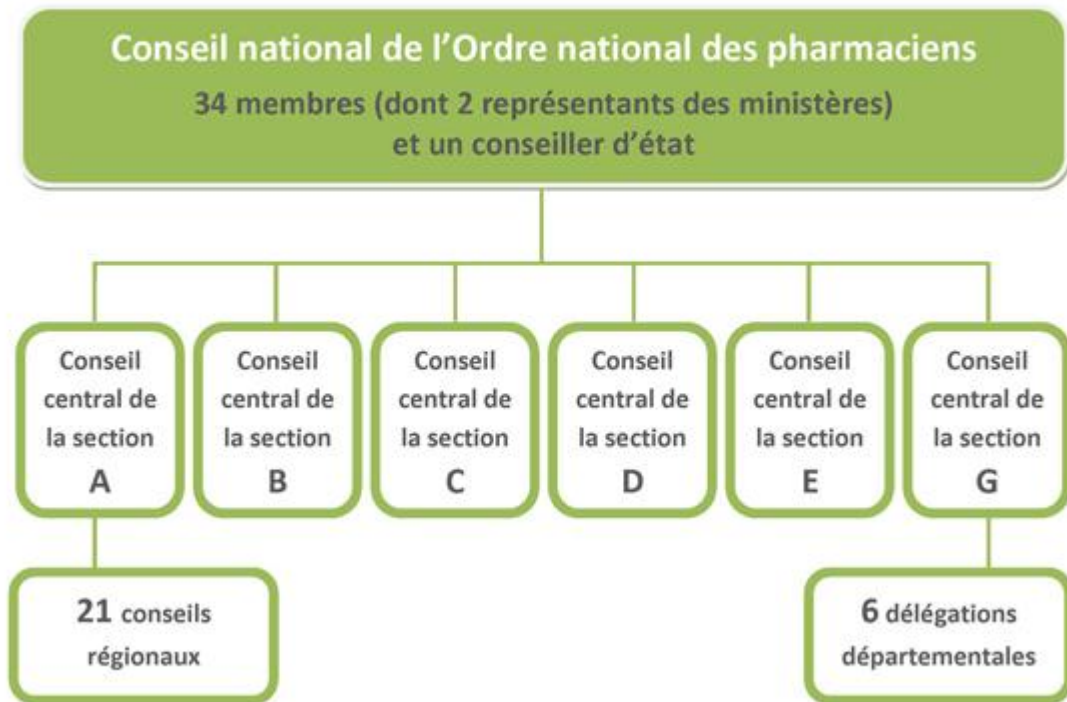 Conseil national de l'Ordre national des pharmaciens
34 membres (dont 2 représentants des ministères)
et un conseiller d'état
Conseil
central de
la section
A
Conseil
central de
la section
B
Conseil
central de
la section
C
Conseil
central de
la section
D
Conseil
central de
la section
E
Conseil
central de
la section
G
21 conseils
régionaux
6 délégations
départementales